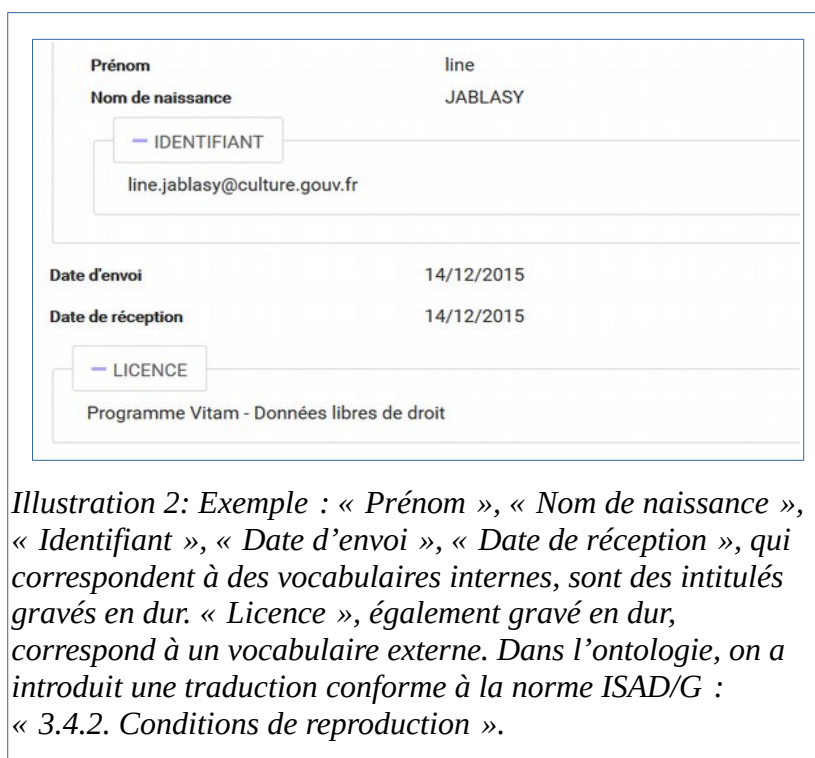 Prénom line
Nom de naissance JABLASY
– IDENTIFIANT
line.jablasy@culture.gouv.fr
Date d'envoi 14/12/2015
Date de réception 14/12/2015
– LICENCE
Programme Vitam - Données libres de droit
Illustration 2: Exemple : « Prénom », « Nom de naissance »,
« Identifiant », « Date d’envoi », « Date de réception », qui
correspondent à des vocabulaires internes, sont des intitulés
gravés en dur. « Licence », également gravé en dur,
correspond à un vocabulaire externe. Dans l’ontologie, on a
introduit une traduction conforme à la norme ISAD/G :
« 3.4.2. Conditions de reproduction ».